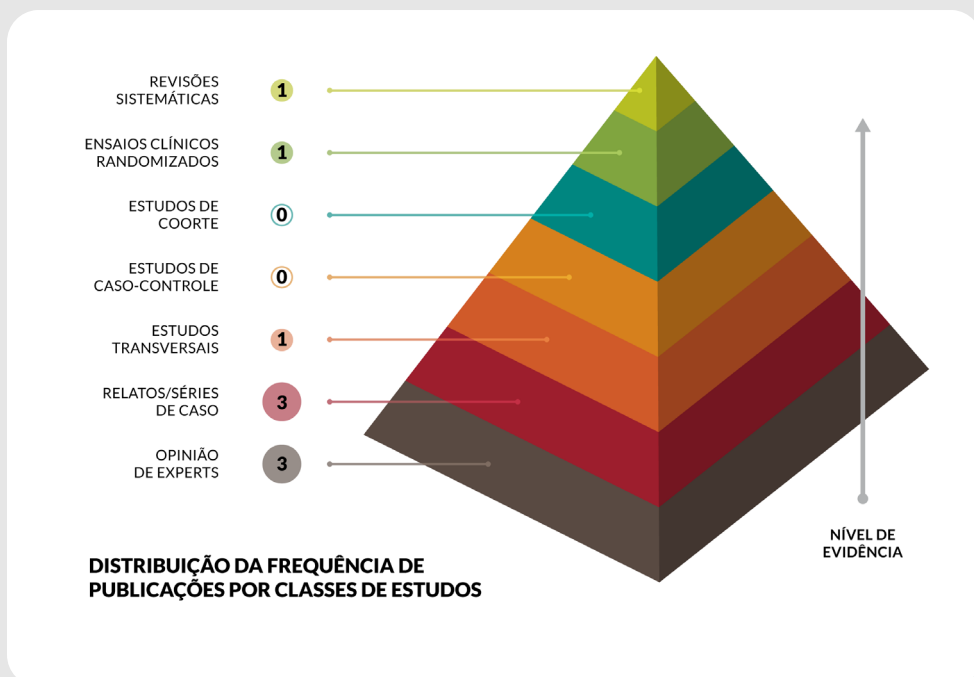 REVISÕES
SISTEMÁTICAS
1
ENSAIOS CLÍNICOS
RANDOMIZADOS
1
ESTUDOS DE
COORTE
0
ESTUDOS DE
CASO-CONTROLE
0
ESTUDOS
TRANSVERSAIS
1
RELATOS/SÉRIES
DE CASO
3
OPINIÃO
DE EXPERTS
3
NÍVEL DE
EVIDÊNCIA
DISTRIBUIÇÃO DA FREQUÊNCIA DE
PUBLICAÇÕES POR CLASSES DE ESTUDOS